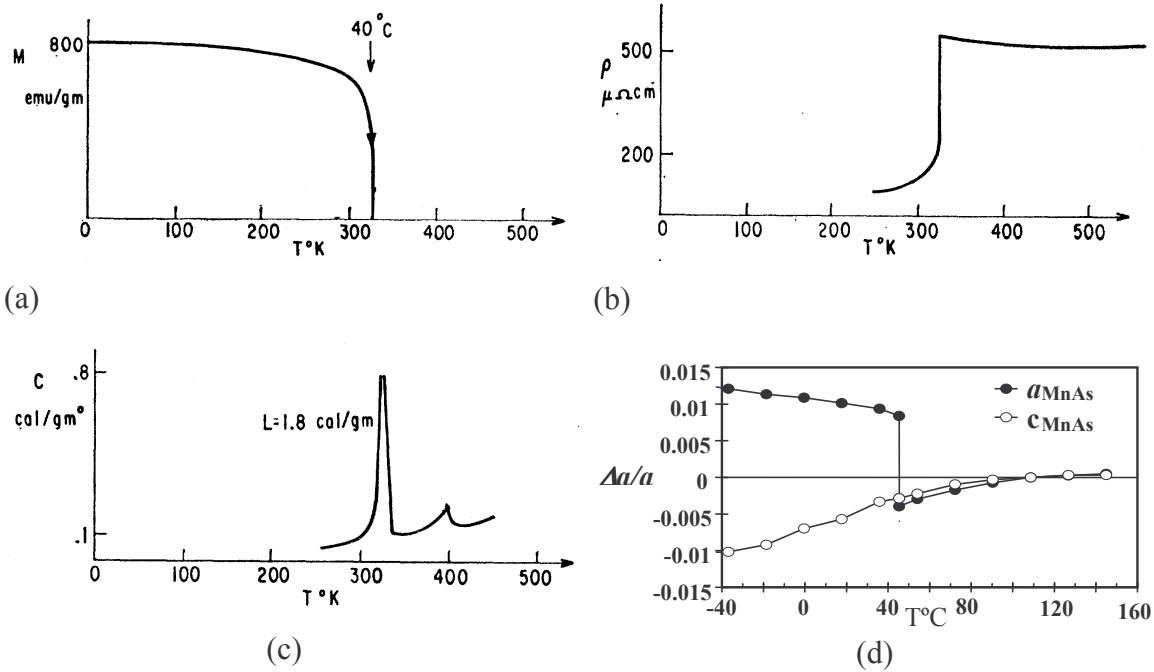 40°C
M 800
emu/gm
0 100 200 300 400 500
T°K
(a)
500
ρ
μΩcm
200
0 100 200 300 400 500
T°K
(b)
C .8
cal/gm°
L=1.8 cal/gm
.1
0 100 200 300 400 500
T°K
(c)
0.015
0.01
0.005
Δa/a 0
-0.005
-0.01
-0.015
aMnAs
cMnAs
-40 0 40 80 120 160
T°C
(d)